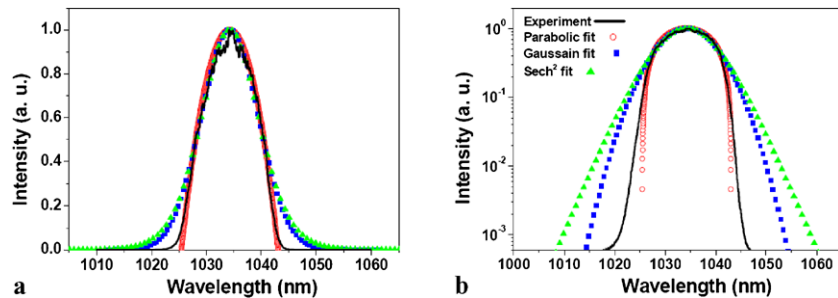 1.0
0.8
0.6
0.4
0.2
0.0
Intensity (a. u.)
1010 1020 1030 1040 1050 1060
Wavelength (nm)
a
Experiment
Parabolic fit
Gaussain fit
Sech² fit
10⁰
10⁻¹
10⁻²
10⁻³
Intensity (a. u.)
1000 1010 1020 1030 1040 1050 1060
Wavelength (nm)
b